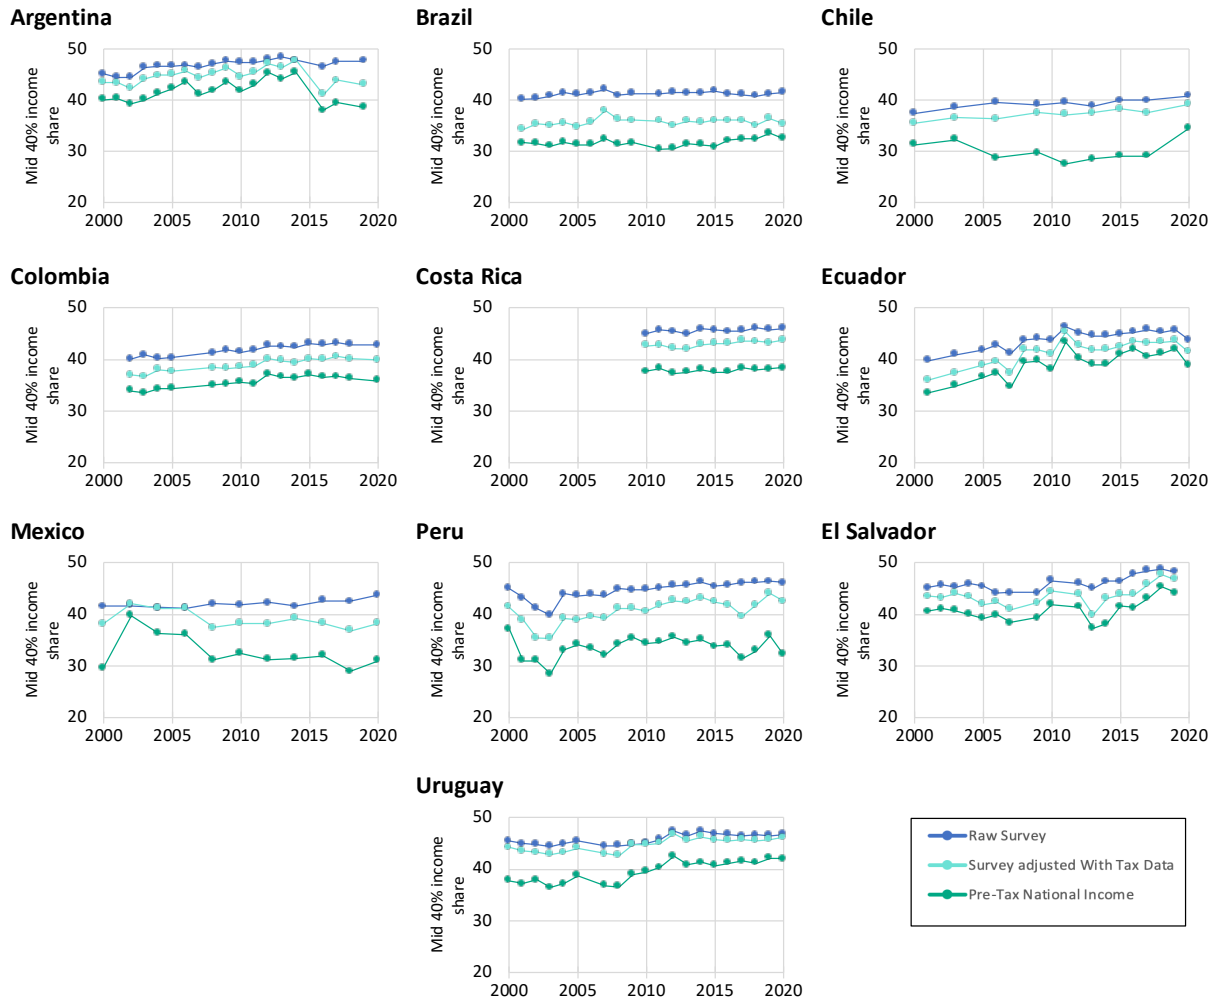 Argentina
Mid 40% income
share
50
40
30
20
2000 2005 2010 2015 2020
Brazil
Mid 40% income
share
50
40
30
20
2000 2005 2010 2015 2020
Chile
Mid 40% income
share
50
40
30
20
2000 2005 2010 2015 2020
Colombia
Mid 40% income
share
50
40
30
20
2000 2005 2010 2015 2020
Costa Rica
Mid 40% income
share
50
40
30
20
2000 2005 2010 2015 2020
Ecuador
Mid 40% income
share
50
40
30
20
2000 2005 2010 2015 2020
Mexico
Mid 40% income
share
50
40
30
20
2000 2005 2010 2015 2020
Peru
Mid 40% income
share
50
40
30
20
2000 2005 2010 2015 2020
El Salvador
Mid 40% income
share
50
40
30
20
2000 2005 2010 2015 2020
Uruguay
Mid 40% income
share
50
40
30
20
2000 2005 2010 2015 2020
Raw Survey
Survey adjusted With Tax Data
Pre-Tax National Income